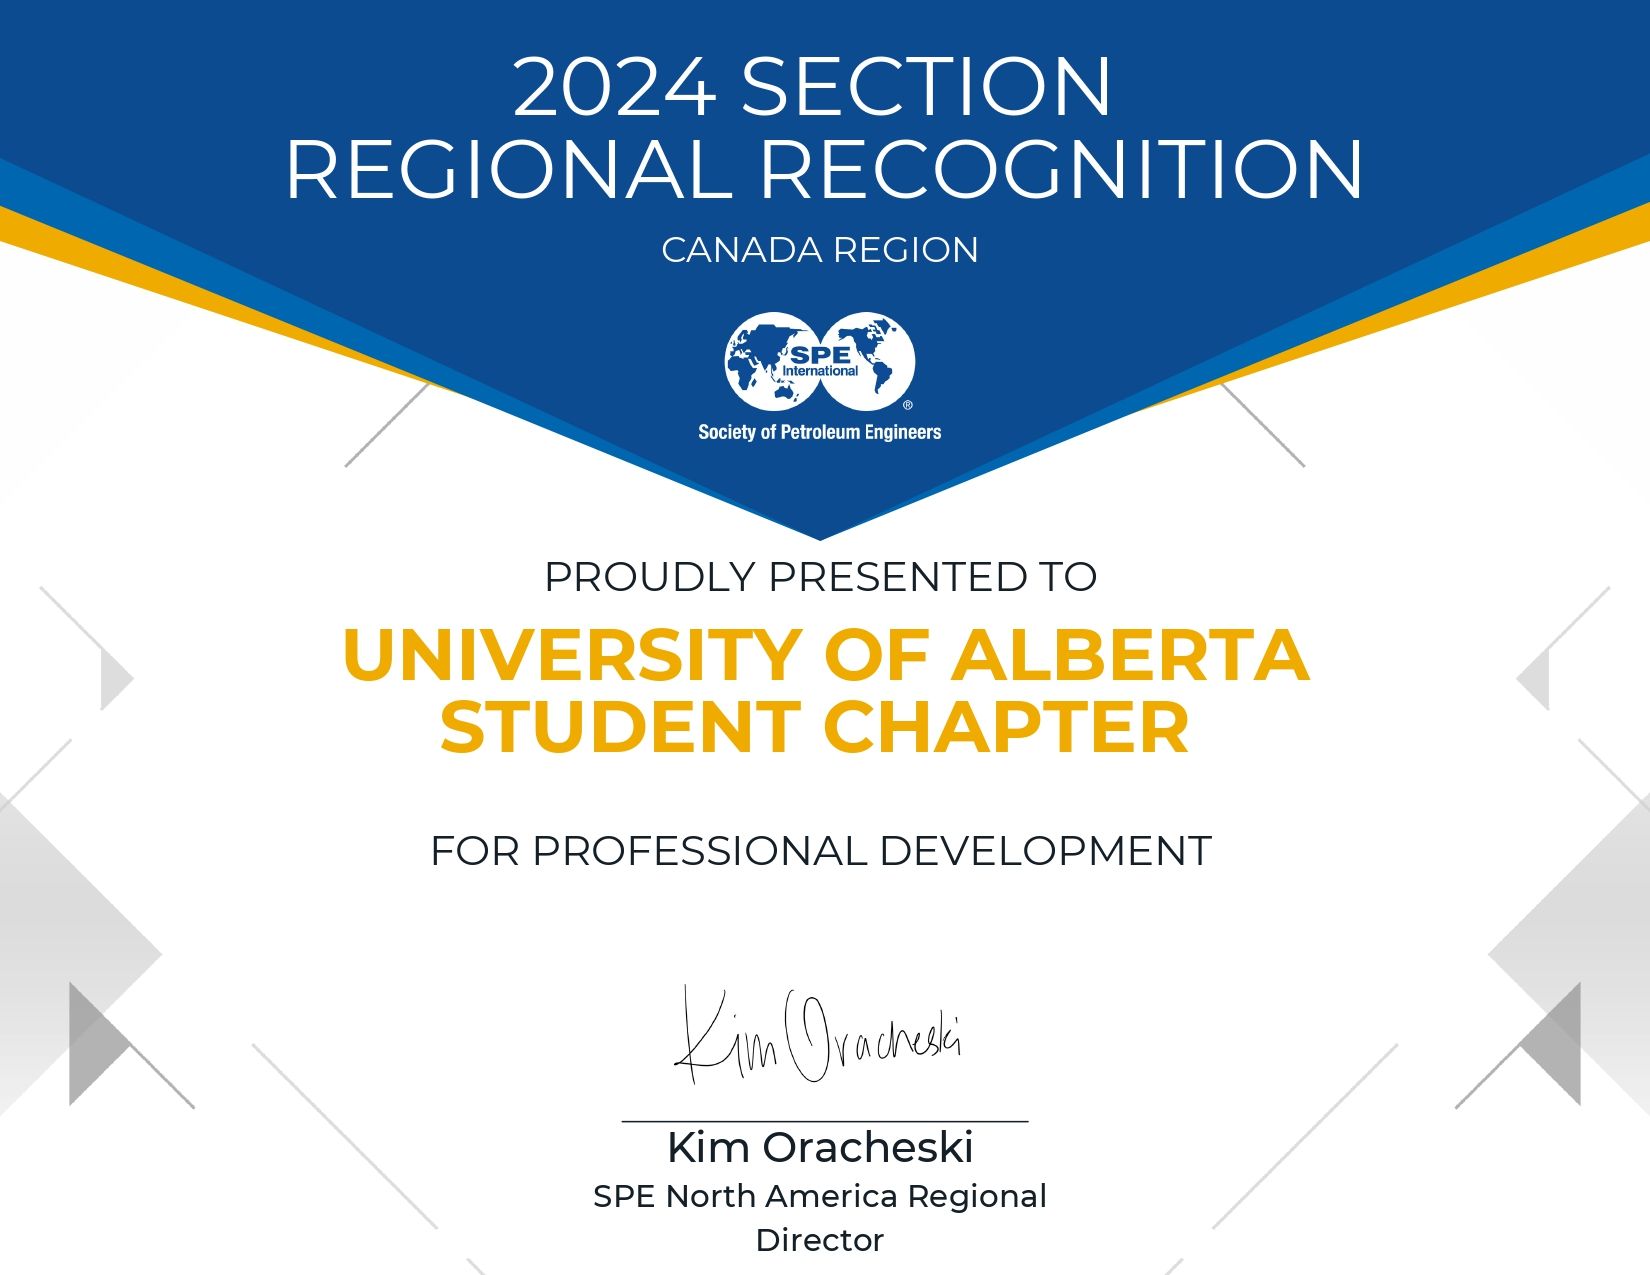 2024 SECTION
REGIONAL RECOGNITION
CANADA REGION
SPE
International
®
Society of Petroleum Engineers
PROUDLY PRESENTED TO
UNIVERSITY OF ALBERTA
STUDENT CHAPTER
FOR PROFESSIONAL DEVELOPMENT
Kim Oracheski
Kim Oracheski
SPE North America Regional
Director